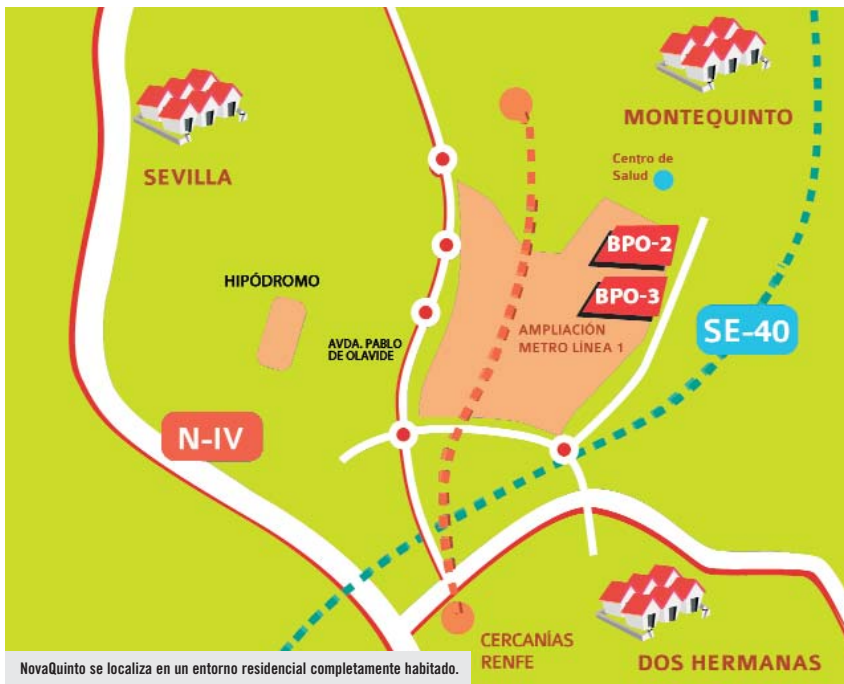 MONTEQUINTO
Centro de
Salud
SEVILLA
BPO-2
HIPÓDROMO
BPO-3
AVDA. PABLO
DE OLAVIDE
AMPLIACIÓN
METRO LÍNEA 1
SE-40
N-IV
CERCANÍAS
RENFE
DOS HERMANAS
NovaQuinto se localiza en un entorno residencial completamente habitado.